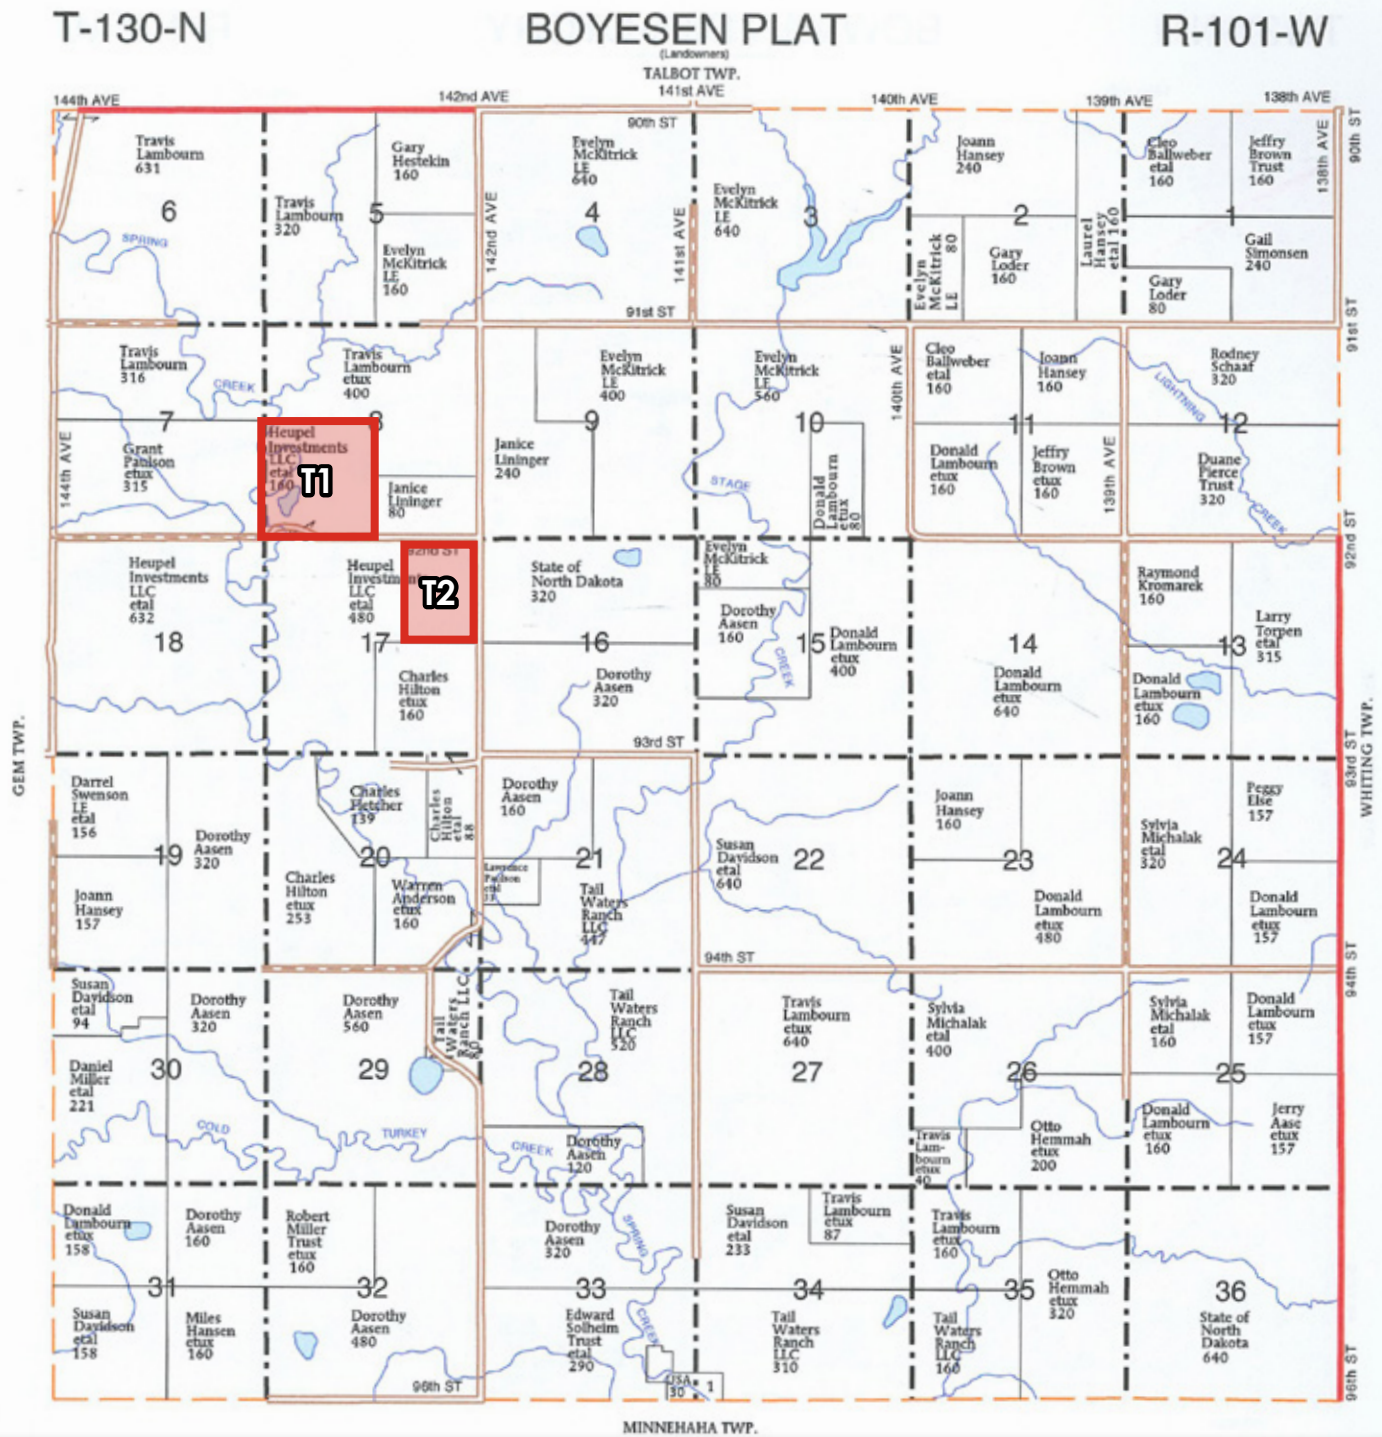 T-130-N
BOYESEN PLAT
R-101-W
(Landowners)
TALBOT TWP.
144th AVE
142nd AVE
141st AVE
140th AVE
139th AVE
138th AVE
90th ST
90th ST
Travis
Lambourn
631
6
SPRING
Travis
Lambourn
320
5
Gary
Hestekin
160
Evelyn
McKitrick
LE
160
142nd AVE
Evelyn
McKitrick
LE
640
4
141st AVE
Evelyn
McKitrick
LE
640
3
Joann
Hansey
240
2
Evelyn
McKitrick
LE
80
Gary
Loder
160
Laurel
Hansey
etal 160
Cleo
Ballweber
etal
160
Jeffry
Brown
Trust
160
138th AVE
1
Gail
Simonsen
240
Gary
Loder
80
91st ST
91st ST
Travis
Lambourn
316
CREEK
7
144th AVE
Grant
Paulson
etux
315
Travis
Lambourn
etux
400
8
Heupel
Investments
LLC
etal
160
T1
Janice
Lininger
80
Evelyn
McKitrick
LE
400
9
Janice
Lininger
240
Evelyn
McKitrick
LE
560
10
STAGE
Donald
Lambourn
etux
80
140th AVE
Cleo
Ballweber
etal
160
Joann
Hansey
160
11
Donald
Lambourn
etux
160
Jeffry
Brown
etux
160
139th AVE
Rodney
Schaaf
320
LIGHTNING
12
Duane
Pierce
Trust
320
CREEK
92nd ST
92nd ST
Heupel
Investments
LLC
etal
632
18
Heupel
Investments
LLC
etal
480
T2
17
Charles
Hilton
etux
160
State of
North Dakota
320
16
Dorothy
Aasen
320
93rd ST
Evelyn
McKitrick
LE
80
Dorothy
Aasen
160
15
CREEK
Donald
Lambourn
etux
400
14
Donald
Lambourn
etux
640
Raymond
Kromarek
160
13
Larry
Torpen
etal
315
Donald
Lambourn
etux
160
93rd ST
GEM TWP.
WHITING TWP.
Darrel
Swenson
LE
etal
156
19
Dorothy
Aasen
320
Joann
Hansey
157
Charles
Fletcher
139
Charles
Hilton
etal
88
20
Charles
Hilton
etux
253
Warren
Anderson
etux
160
Dorothy
Aasen
160
21
Lawrence
Paulson
etal
Tail
Waters
Ranch
LLC
447
Susan
Davidson
etal
640
22
Joann
Hansey
160
23
Donald
Lambourn
etux
480
Sylvia
Michalak
etal
320
24
Peggy
Else
157
Donald
Lambourn
etux
157
94th ST
94th ST
Susan
Davidson
etal
94
Dorothy
Aasen
320
30
Daniel
Miller
etal
221
COLD
Dorothy
Aasen
560
29
Tail
Waters
Ranch LLC
80
TURKEY
Tail
Waters
Ranch
LLC
520
28
CREEK
Dorothy
Aasen
120
Travis
Lambourn
etux
640
27
Sylvia
Michalak
etal
400
26
Travis
Lam-
bourn
etux
40
Otto
Hemmah
etux
200
Sylvia
Michalak
etal
160
Donald
Lambourn
etux
157
25
Donald
Lambourn
etux
160
Jerry
Aase
etux
157
Donald
Lambourn
etux
158
Dorothy
Aasen
160
31
Susan
Davidson
etal
158
Miles
Hansen
etux
160
Robert
Miller
Trust
etux
160
32
Dorothy
Aasen
480
96th ST
Dorothy
Aasen
320
SPRING
33
Edward
Solheim
Trust
etal
290
CREEK
USA
30
1
Susan
Davidson
etal
233
Travis
Lambourn
etux
87
34
Tail
Waters
Ranch
LLC
310
Travis
Lambourn
etux
160
35
Otto
Hemmah
etux
320
Tail
Waters
Ranch
LLC
160
36
State of
North
Dakota
640
96th ST
MINNEHAHA TWP.